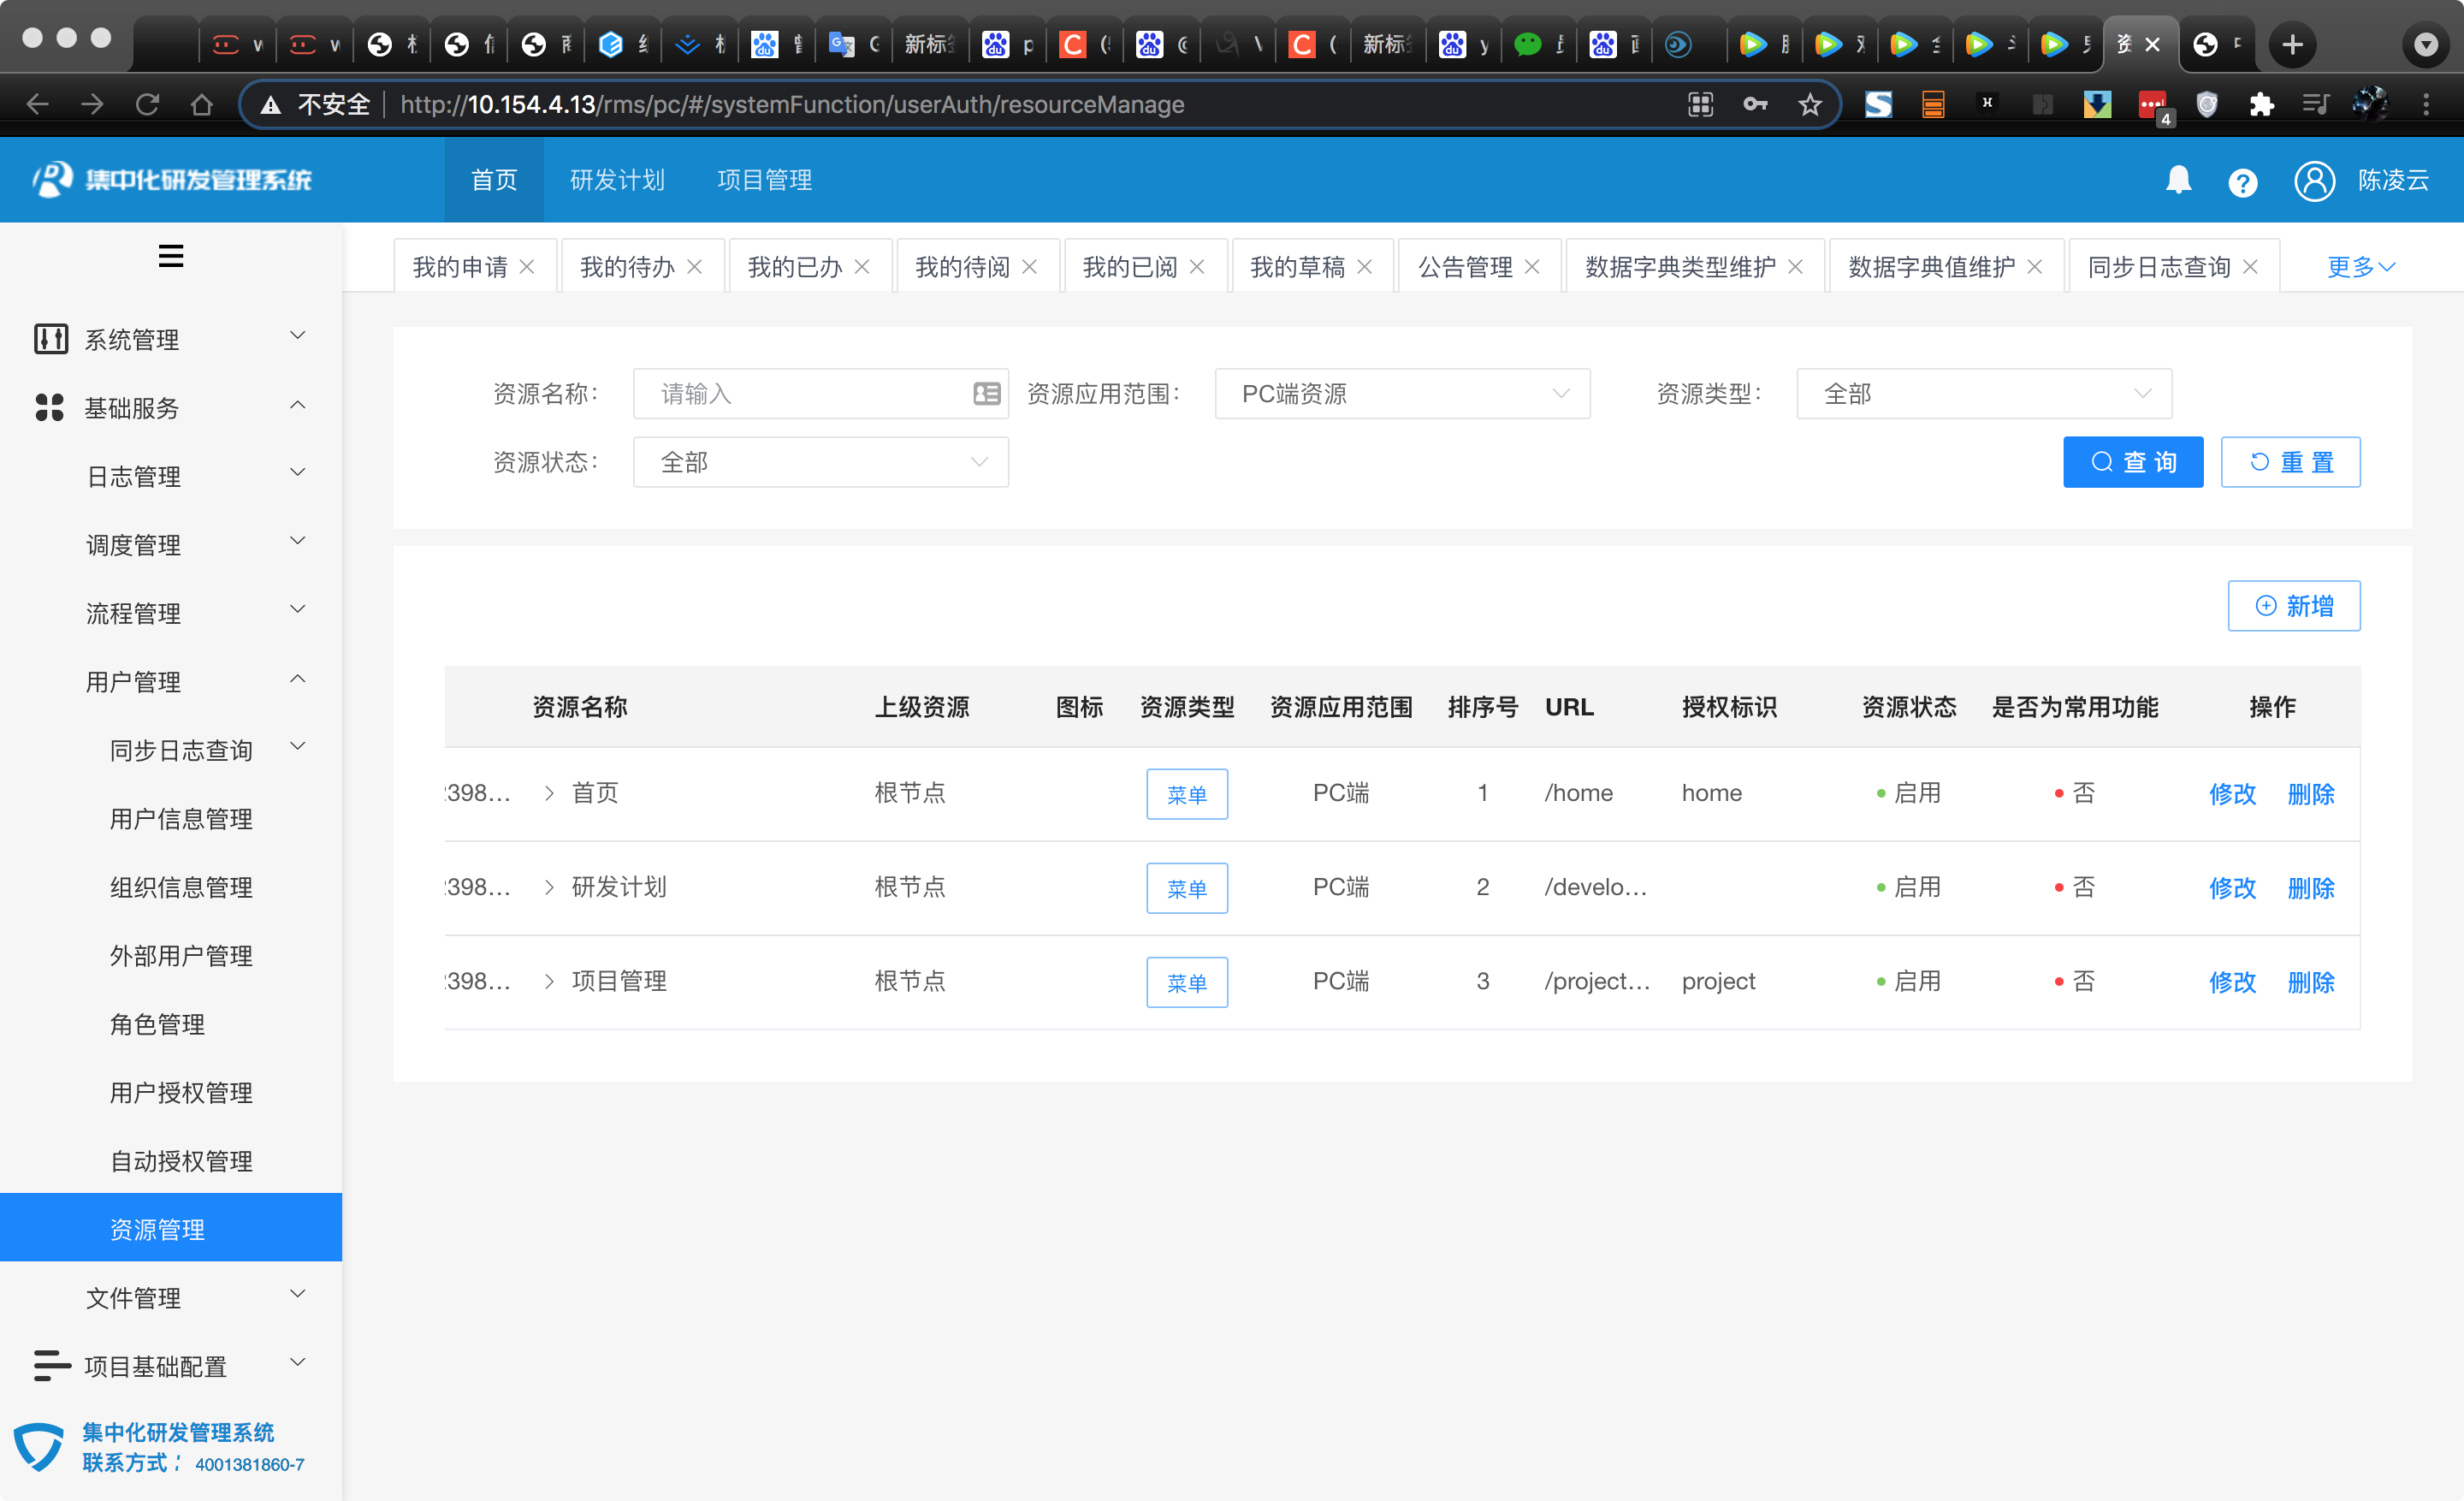 新标
新标
不安全 http://10.154.4.13/rms/pc/#/systemFunction/userAuth/resourceManage
4
集中化研发管理系统
首页 研发计划 项目管理
陈凌云
我的申请 我的待办 我的已办 我的待阅 我的已阅 我的草稿 公告管理 数据字典类型维护 数据字典值维护 同步日志查询 更多
系统管理
基础服务
日志管理
调度管理
流程管理
用户管理
同步日志查询
用户信息管理
组织信息管理
外部用户管理
角色管理
用户授权管理
自动授权管理
资源管理
文件管理
项目基础配置
集中化研发管理系统
联系方式: 4001381860-7
资源名称: 请输入 资源应用范围: PC端资源 资源类型: 全部
资源状态: 全部 查 询 重 置
新增
资源名称 上级资源 图标 资源类型 资源应用范围 排序号 URL 授权标识 资源状态 是否为常用功能 操作
398... 首页 根节点 菜单 PC端 1 /home home 启用 否 修改 删除
398... 研发计划 根节点 菜单 PC端 2 /develo... 启用 否 修改 删除
398... 项目管理 根节点 菜单 PC端 3 /project... project 启用 否 修改 删除